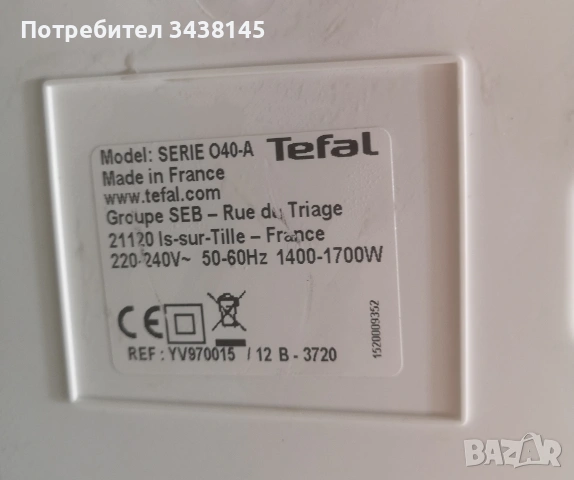 Потребител 3438145
Model: SERIE O40-A Tefal
Made in France
www.tefal.com
Groupe SEB – Rue du Triage
21120 Is-sur-Tille – France
220-240V~ 50-60Hz 1400-1700W
CE
REF : YV970015 / 12 B - 3720
1520009352
BAZAR